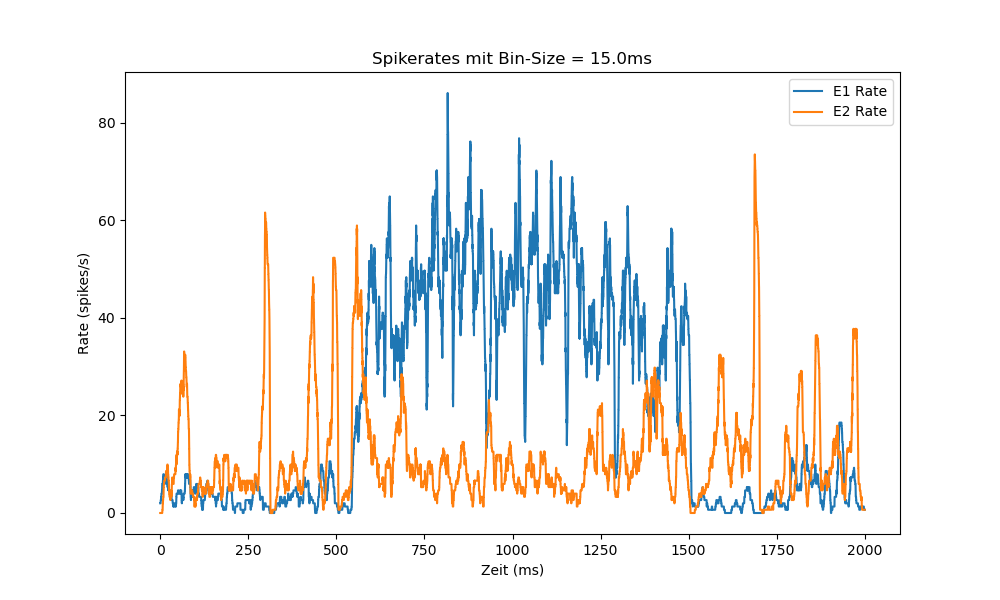 Spikerates mit Bin-Size = 15.0ms
E1 Rate
E2 Rate
Rate (spikes/s)
80
60
40
20
0
0 250 500 750 1000 1250 1500 1750 2000
Zeit (ms)